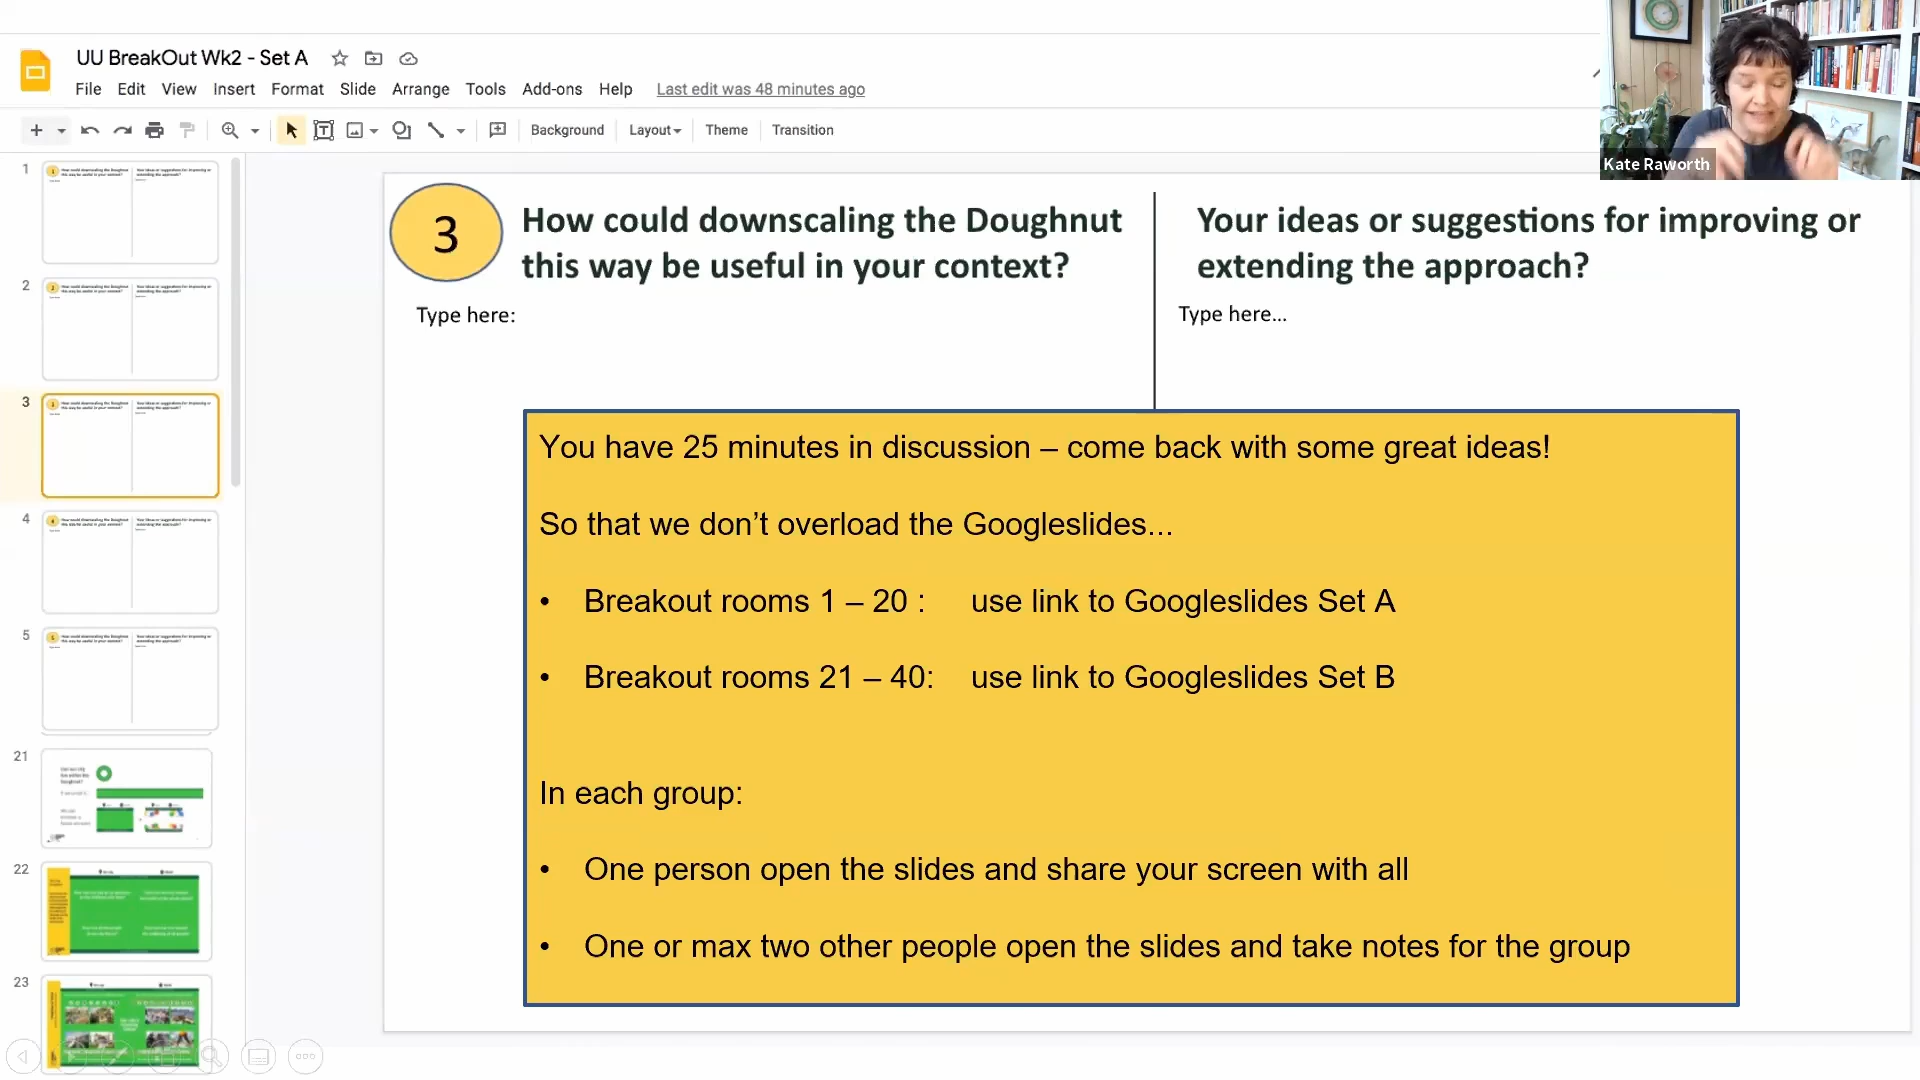 UU BreakOut Wk2 - Set A
File Edit View Insert Format Slide Arrange Tools Add-ons Help Last edit was 48 minutes ago
Background Layout Theme Transition
Kate Raworth
1
2
3
4
5
21
22
23
3
How could downscaling the Doughnut
this way be useful in your context?
Type here:
Your ideas or suggestions for improving or
extending the approach?
Type here...
You have 25 minutes in discussion – come back with some great ideas!
So that we don’t overload the Googleslides...
• Breakout rooms 1 – 20 : use link to Googleslides Set A
• Breakout rooms 21 – 40: use link to Googleslides Set B
In each group:
• One person open the slides and share your screen with all
• One or max two other people open the slides and take notes for the group